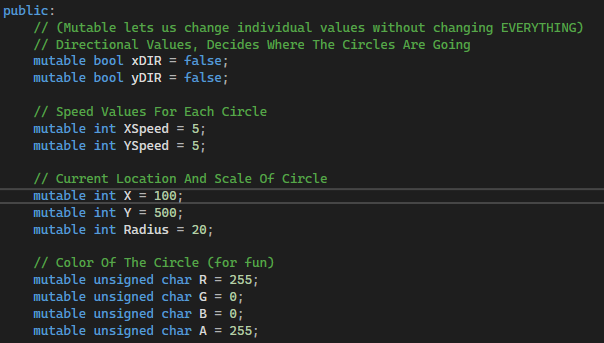 public:
// (Mutable lets us change individual values without changing EVERYTHING)
// Directional Values, Decides Where The Circles Are Going
mutable bool xDIR = false;
mutable bool yDIR = false;
// Speed Values For Each Circle
mutable int XSpeed = 5;
mutable int YSpeed = 5;
// Current Location And Scale Of Circle
mutable int X = 100;
mutable int Y = 500;
mutable int Radius = 20;
// Color Of The Circle (for fun)
mutable unsigned char R = 255;
mutable unsigned char G = 0;
mutable unsigned char B = 0;
mutable unsigned char A = 255;